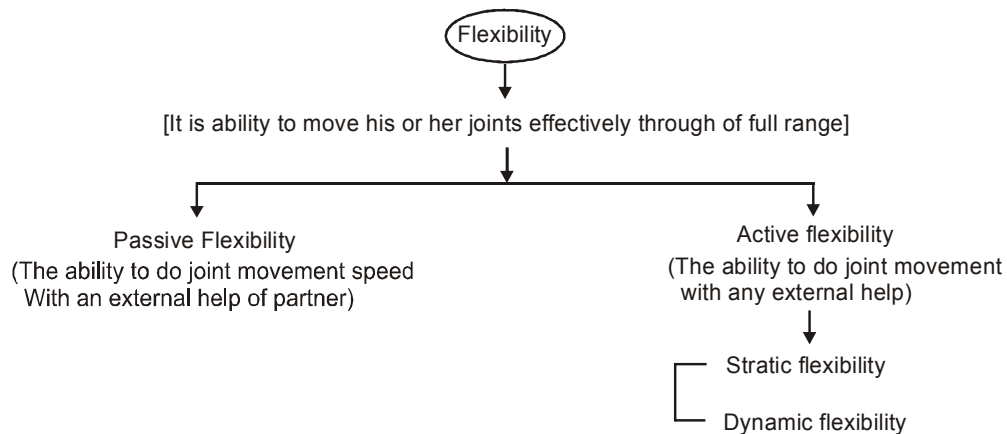 Flexibility
[It is ability to move his or her joints effectively through of full range]
Passive Flexibility
(The ability to do joint movement speed
With an external help of partner)
Active flexibility
(The ability to do joint movement
with any external help)
Stratic flexibility
Dynamic flexibility